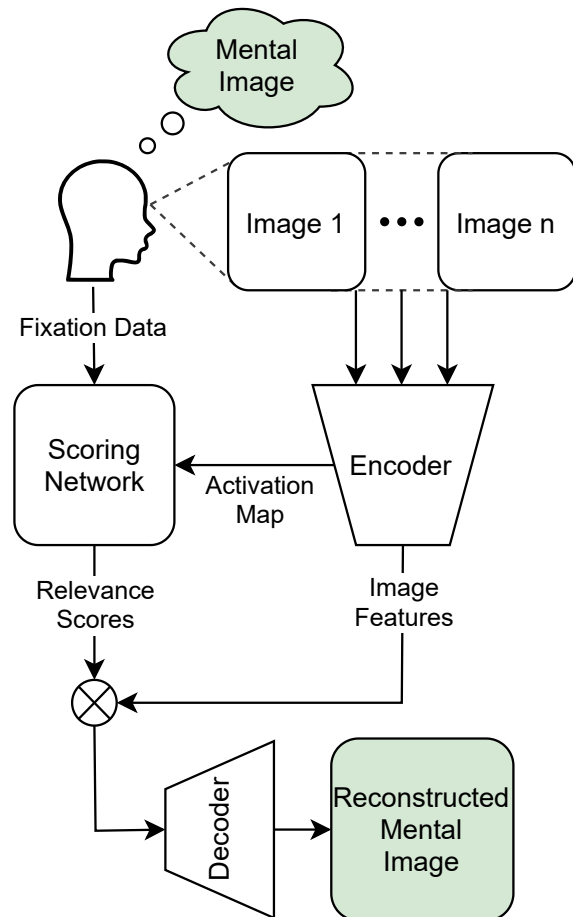 Mental
Image
Image 1
Image n
Fixation Data
Scoring
Network
Activation
Map
Encoder
Relevance
Scores
Image
Features
Decoder
Reconstructed
Mental
Image